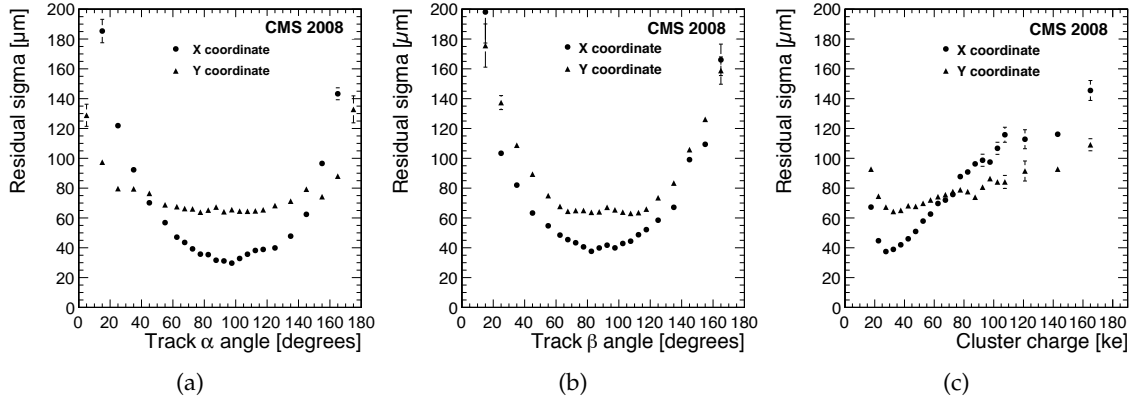 Residual sigma [µm]
200
180
160
140
120
100
80
60
40
20
0
CMS 2008
X coordinate
Y coordinate
0 20 40 60 80 100 120 140 160 180
Track α angle [degrees]
(a)
Residual sigma [µm]
200
180
160
140
120
100
80
60
40
20
0
CMS 2008
X coordinate
Y coordinate
0 20 40 60 80 100 120 140 160 180
Track β angle [degrees]
(b)
Residual sigma [µm]
200
180
160
140
120
100
80
60
40
20
0
CMS 2008
X coordinate
Y coordinate
0 20 40 60 80 100 120 140 160 180
Cluster charge [ke]
(c)